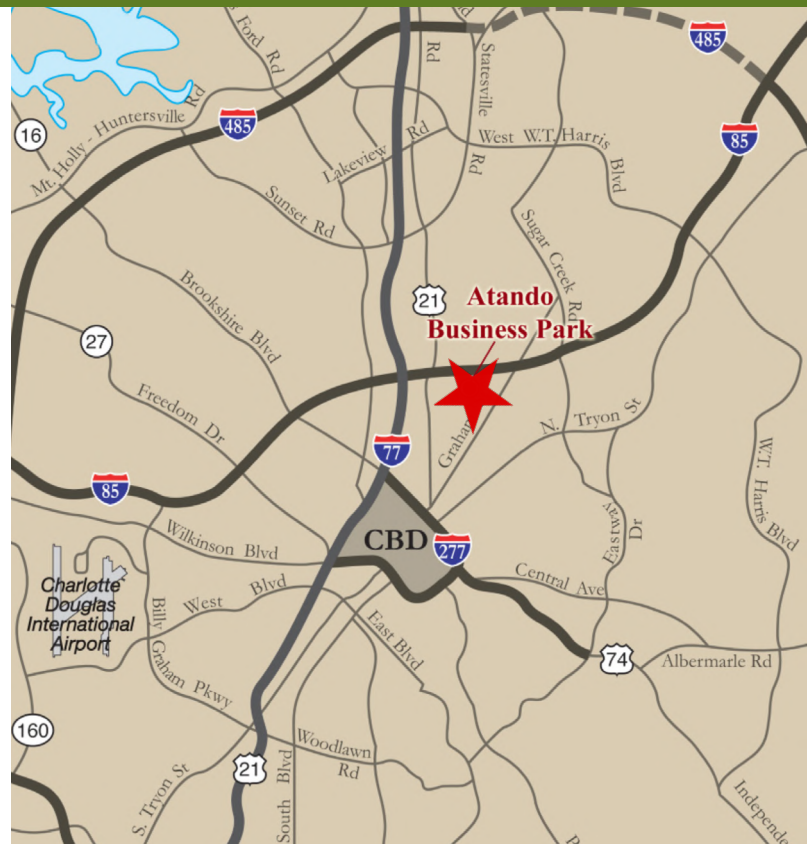 Ford Rd
Rd
Statesville
Rd
485
16
Mt. Holly - Huntersville Rd
485
85
Lakeview Rd
West W.T. Harris Blvd
Sunset Rd
Sugar Creek Rd
Brookshire Blvd
21
Atando
Business Park
27
Freedom Dr
Graham
N. Tryon St
77
85
W.T. Harris Blvd
Wilkinson Blvd
CBD
277
Eastway Dr
Charlotte
Douglas
International
Airport
West Blvd
Central Ave
Billy Graham Pkwy
East Blvd
74
Albermarle Rd
160
21
Woodlawn
Rd
S. Tryon St
South Blvd
Independe